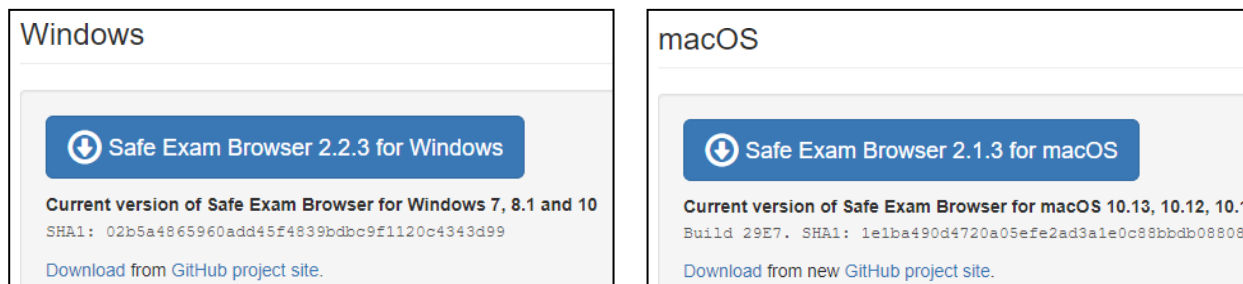 Windows
Safe Exam Browser 2.2.3 for Windows
Current version of Safe Exam Browser for Windows 7, 8.1 and 10
SHA1: 02b5a4865960add45f4839bdbc9f1120c4343d99
Download from GitHub project site.
macOS
Safe Exam Browser 2.1.3 for macOS
Current version of Safe Exam Browser for macOS 10.13, 10.12, 10.1
Build 29E7. SHA1: 1e1ba490d4720a05efe2ad3a1e0c88bbdb08808
Download from new GitHub project site.